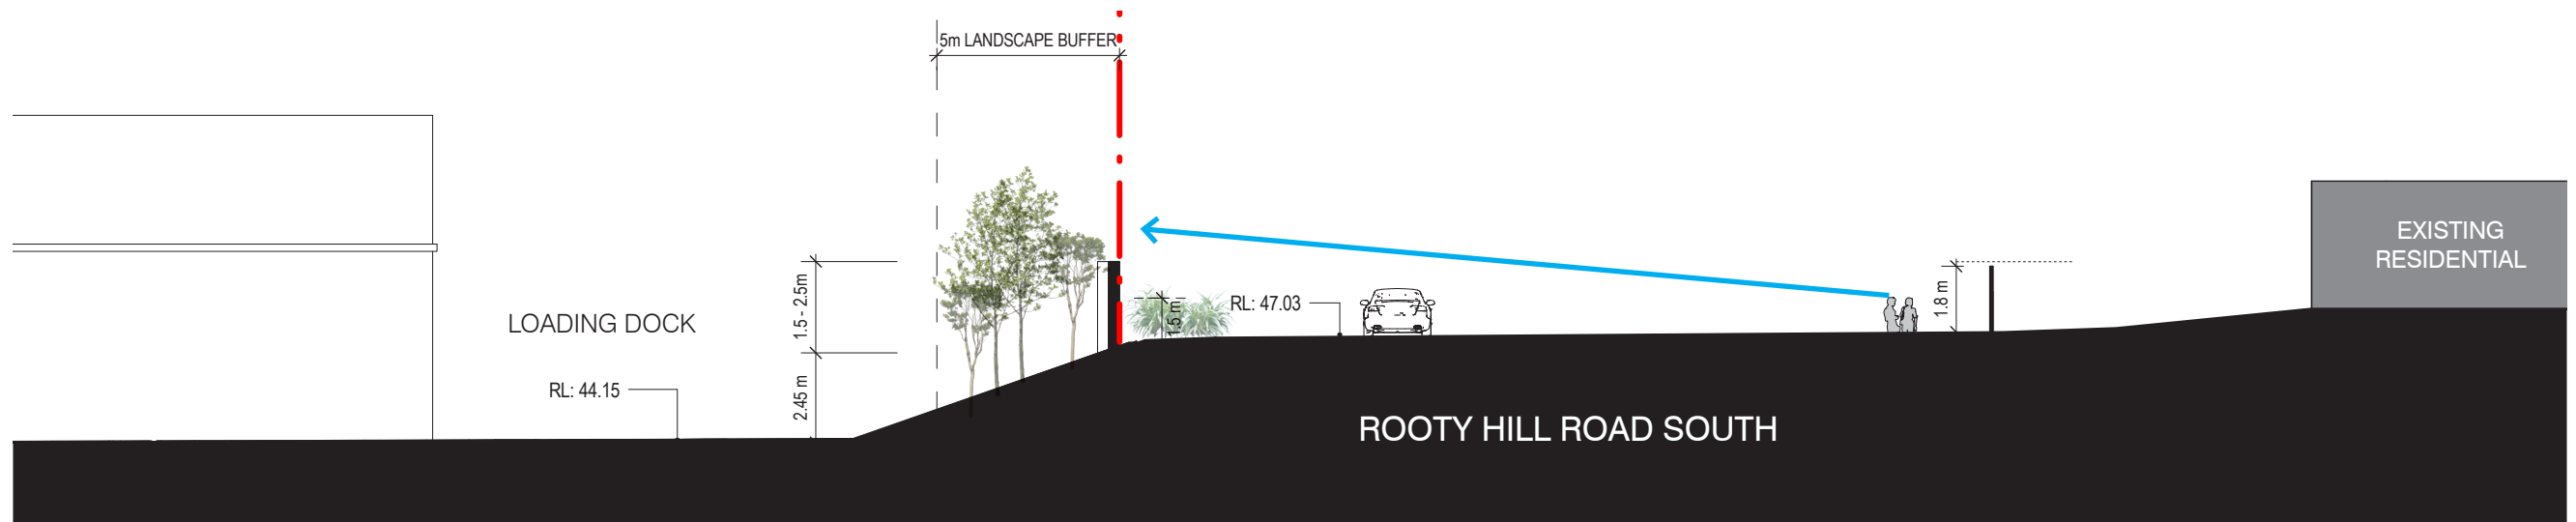 5m LANDSCAPE BUFFER
EXISTING
RESIDENTIAL
1.5 - 2.5m
LOADING DOCK
1.5 m
RL: 47.03
1.8 m
RL: 44.15
2.45 m
ROOTY HILL ROAD SOUTH